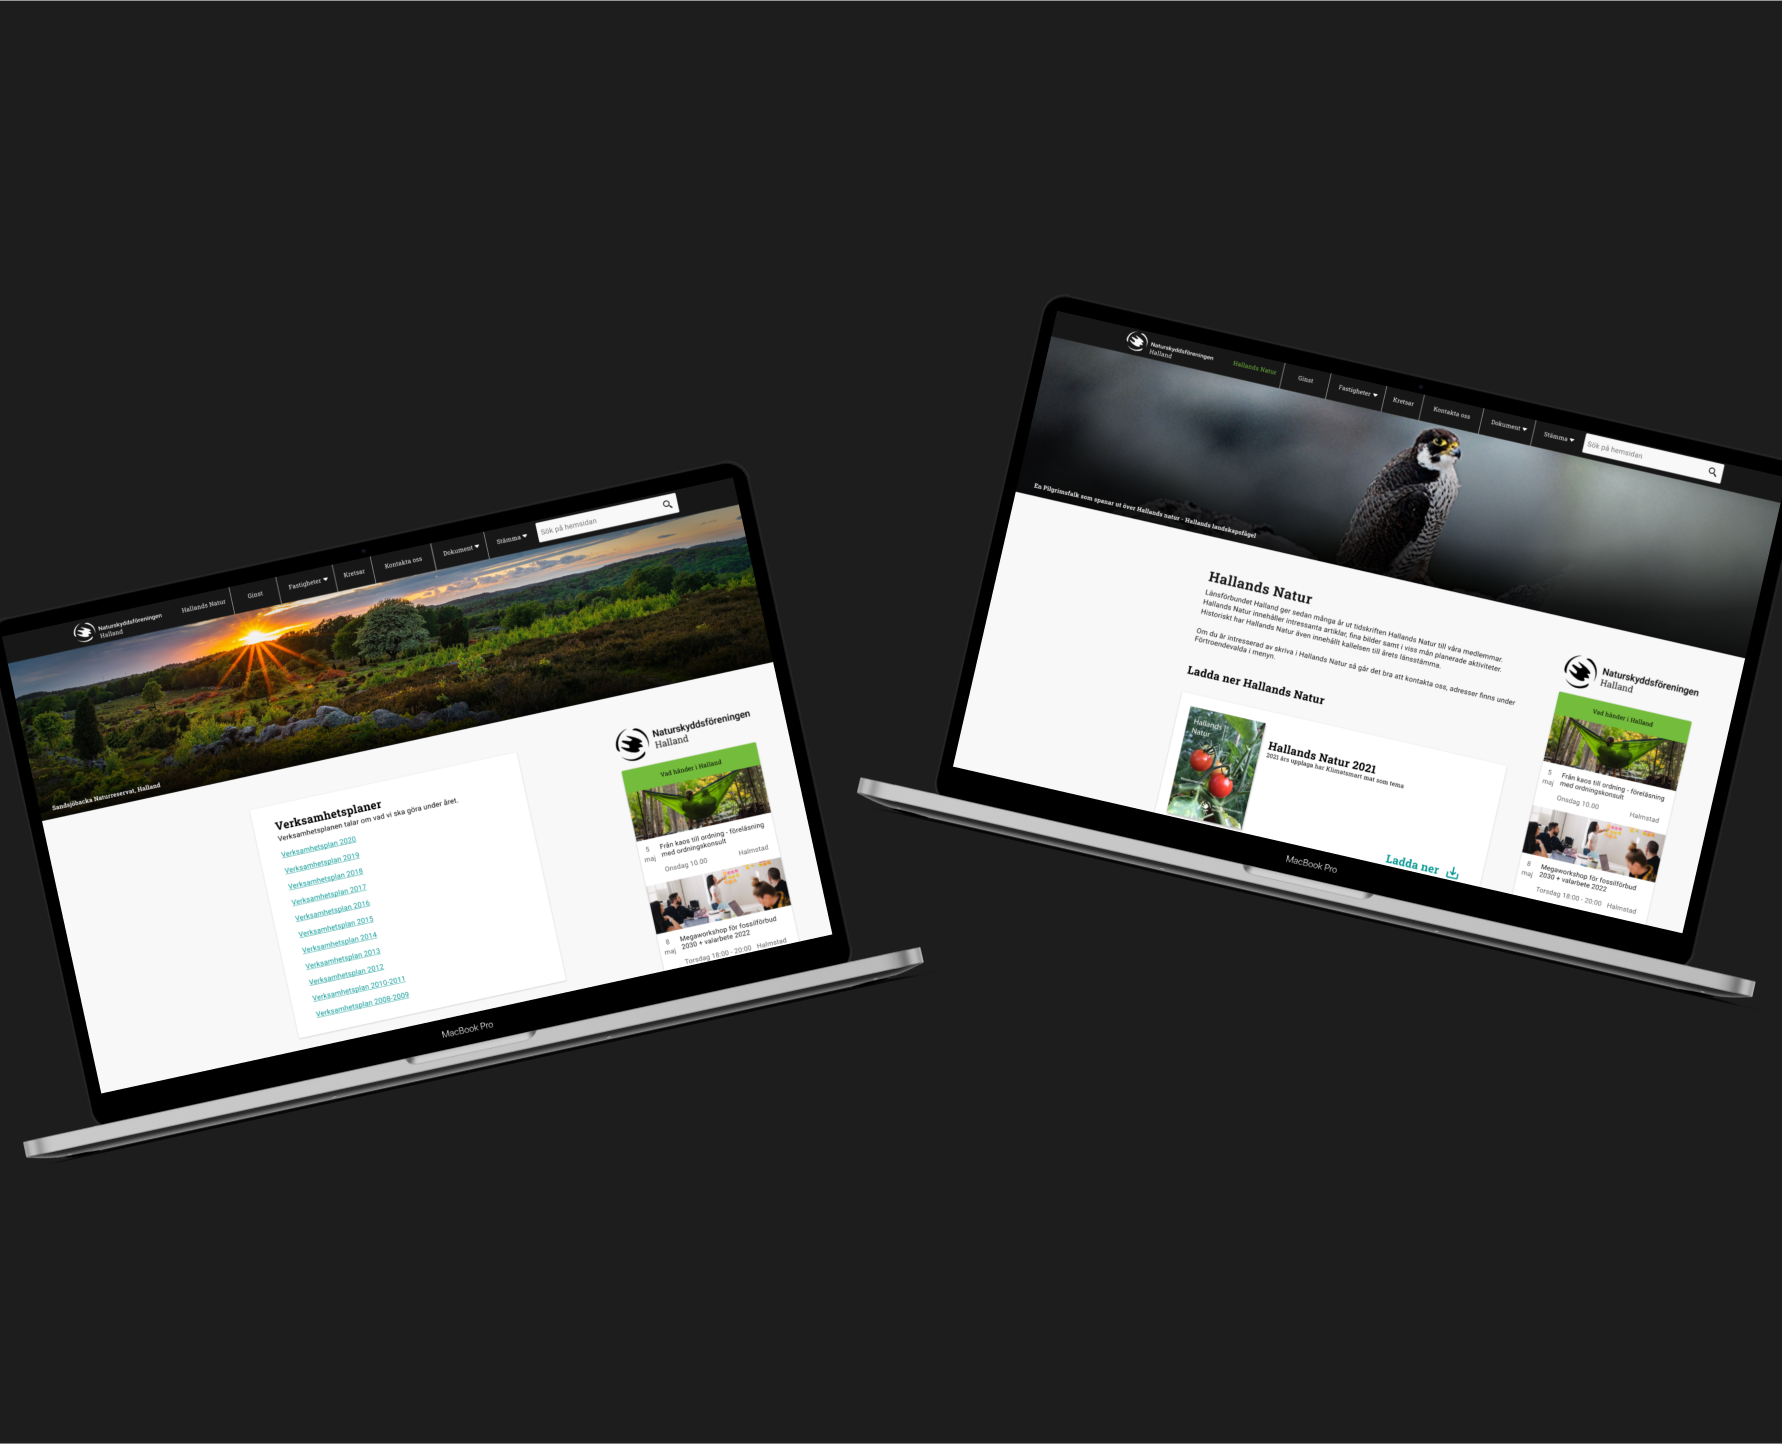 Naturskyddsföreningen
Halland
Hallands Natur
Ginst
Fastigheter
Kretsar
Kontakta oss
Dokument
Stämma
Sök på hemsidan
Sandsjöbacka Naturreservat, Halland
Verksamhetsplaner
Verksamhetsplanen talar om vad vi ska göra under året.
Verksamhetsplan 2020
Verksamhetsplan 2019
Verksamhetsplan 2018
Verksamhetsplan 2017
Verksamhetsplan 2016
Verksamhetsplan 2015
Verksamhetsplan 2014
Verksamhetsplan 2013
Verksamhetsplan 2012
Verksamhetsplan 2010-2011
Verksamhetsplan 2008-2009
Naturskyddsföreningen
Halland
Vad händer i Halland
5 maj
Från kaos till ordning - föreläsning
med ordningskonsult
Onsdag 10.00 Halmstad
8 maj
Megaworkshop för fossilförbud
2030 + valarbete 2022
Torsdag 18:00 - 20:00 Halmstad
MacBook Pro
Naturskyddsföreningen
Halland
Hallands Natur
Ginst
Fastigheter
Kretsar
Kontakta oss
Dokument
Stämma
Sök på hemsidan
En Pilgrimsfalk som spanar ut över Hallands natur - Hallands landskapsfågel
Hallands Natur
Länsförbundet Halland ger sedan många år ut tidskriften Hallands Natur till våra medlemmar.
Hallands Natur innehåller intressanta artiklar, fina bilder samt i viss mån planerade aktiviteter.
Historiskt har Hallands Natur även innehållit kallelsen till årets länsstämma.
Om du är intresserad av skriva i Hallands Natur så går det bra att kontakta oss, adresser finns under
Förtroendevalda i menyn.
Ladda ner Hallands Natur
Hallands
Natur
Hallands Natur 2021
2021 års upplaga har Klimatsmart mat som tema
Ladda ner
Naturskyddsföreningen
Halland
Vad händer i Halland
5 maj
Från kaos till ordning - föreläsning
med ordningskonsult
Onsdag 10.00 Halmstad
8 maj
Megaworkshop för fossilförbud
2030 + valarbete 2022
Torsdag 18:00 - 20:00 Halmstad
MacBook Pro